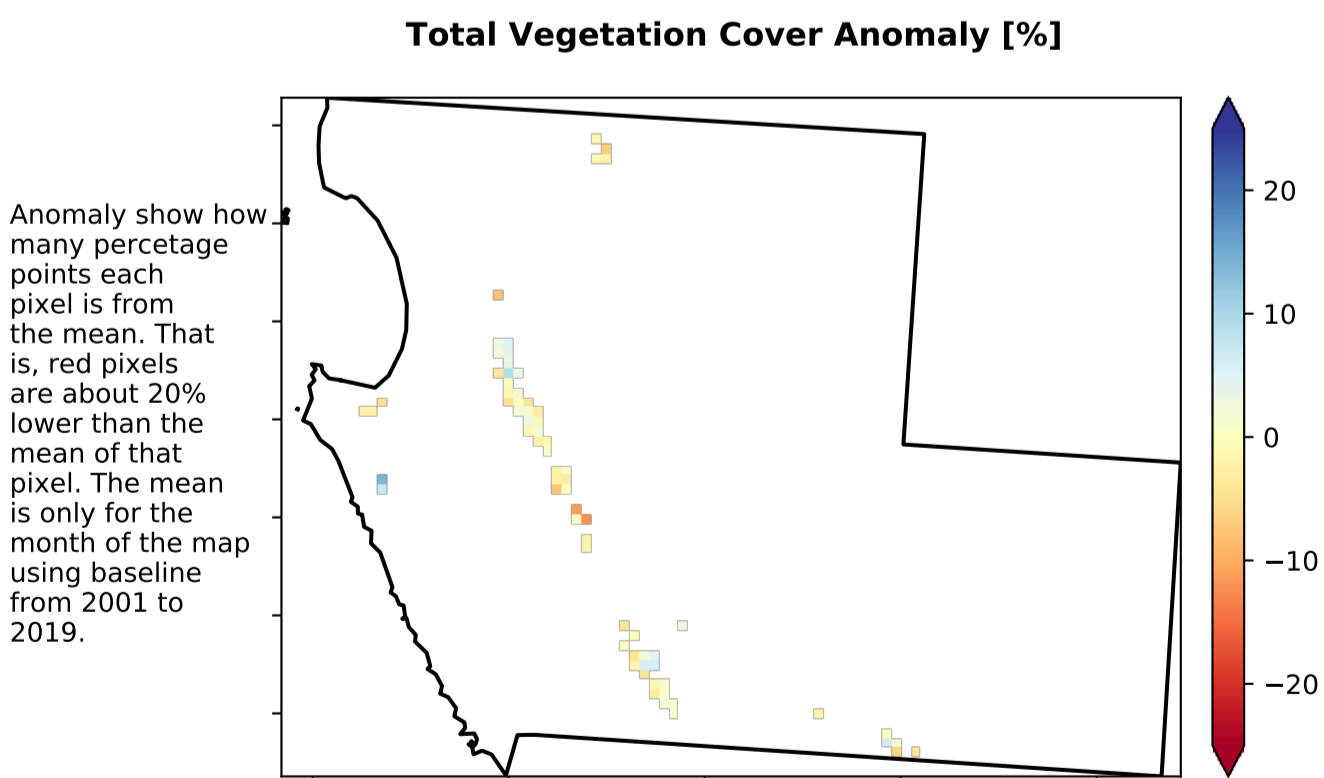 Total Vegetation Cover Anomaly [%]
Anomaly show how
many percetage
points each
pixel is from
the mean. That
is, red pixels
are about 20%
lower than the
mean of that
pixel. The mean
is only for the
month of the map
using baseline
from 2001 to
2019.
20
10
0
−10
−20